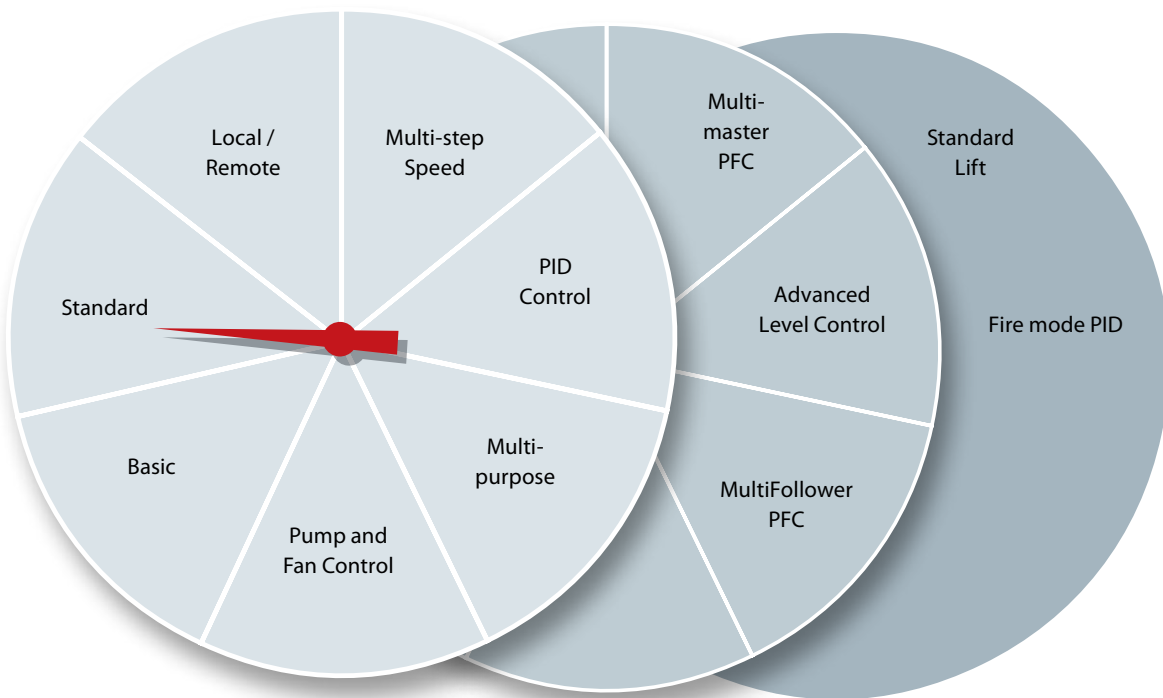 Local /
Remote
Multi-step
Speed
PID
Control
Multi-
purpose
Pump and
Fan Control
Basic
Standard
Multi-
master
PFC
Advanced
Level Control
MultiFollower
PFC
Standard
Lift
Fire mode PID